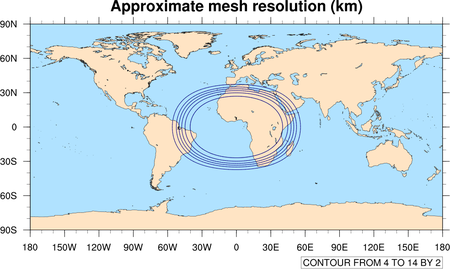 Approximate mesh resolution (km)
90N
60N
30N
0
30S
60S
90S
180 150W 120W 90W 60W 30W 0 30E 60E 90E 120E 150E 180
CONTOUR FROM 4 TO 14 BY 2